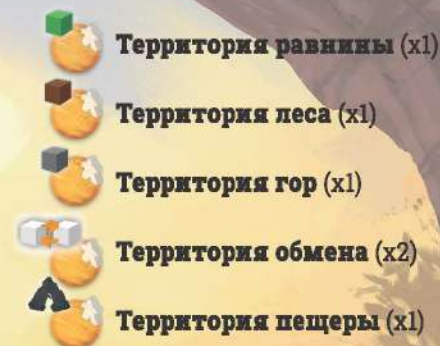 Территория равнины (x1)
Территория леса (x1)
Территория гор (x1)
Территория обмена (x2)
Территория пещеры (x1)